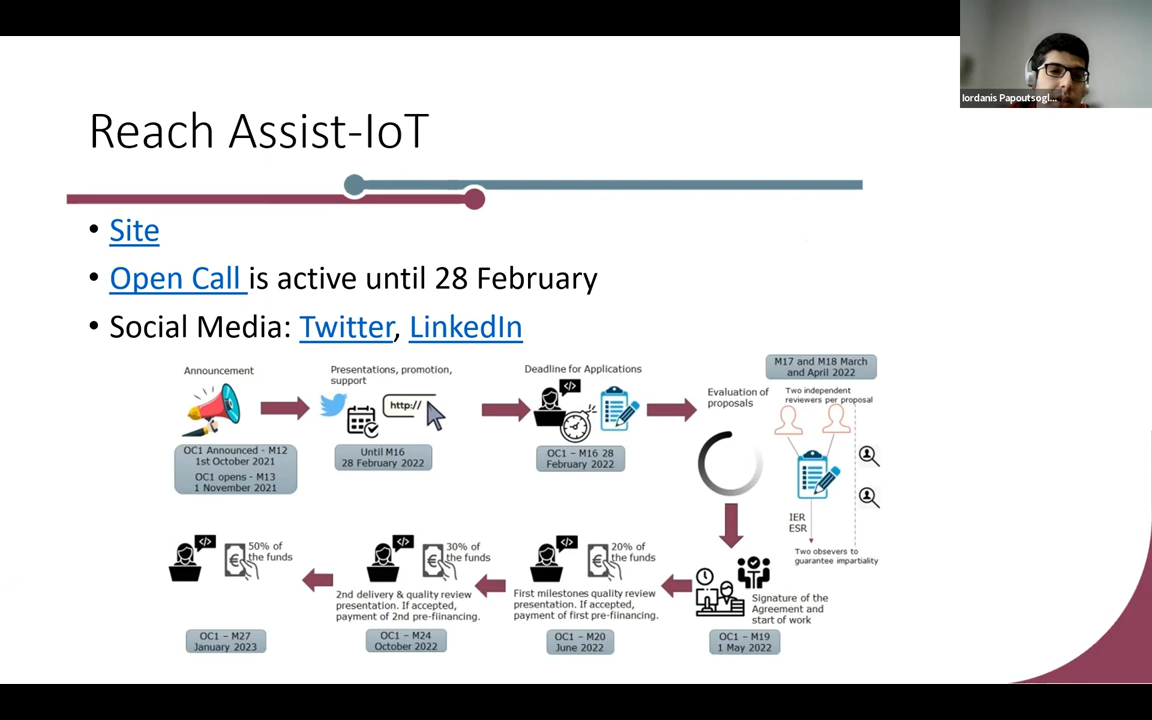 Iordanis Papoutsogl...
Reach Assist-IoT
• Site
• Open Call is active until 28 February
• Social Media: Twitter, LinkedIn
Announcement
OC1 Announced - M12
1st October 2021
OC1 opens - M13
1 November 2021
Presentations, promotion,
support
http://
Until M16
28 February 2022
Deadline for Applications
</>
OC1 – M16 28
February 2022
Evaluation of
proposals
M17 and M18 March
and April 2022
Two independent
reviewers per proposal
IER
ESR
Two obsevers to
guarantee impartiality
Signature of the
Agreement and
start of work
OC1 – M19
1 May 2022
</>
€
20% of
the funds
First milestones quality review
presentation. If accepted,
payment of first pre-fiinancing.
OC1 – M20
June 2022
</>
€
30% of
the funds
2nd delivery & quality review
presentation. If accepted,
payment of 2nd pre-fiinancing.
OC1 – M24
October 2022
</>
€
50% of
the funds
OC1 – M27
January 2023